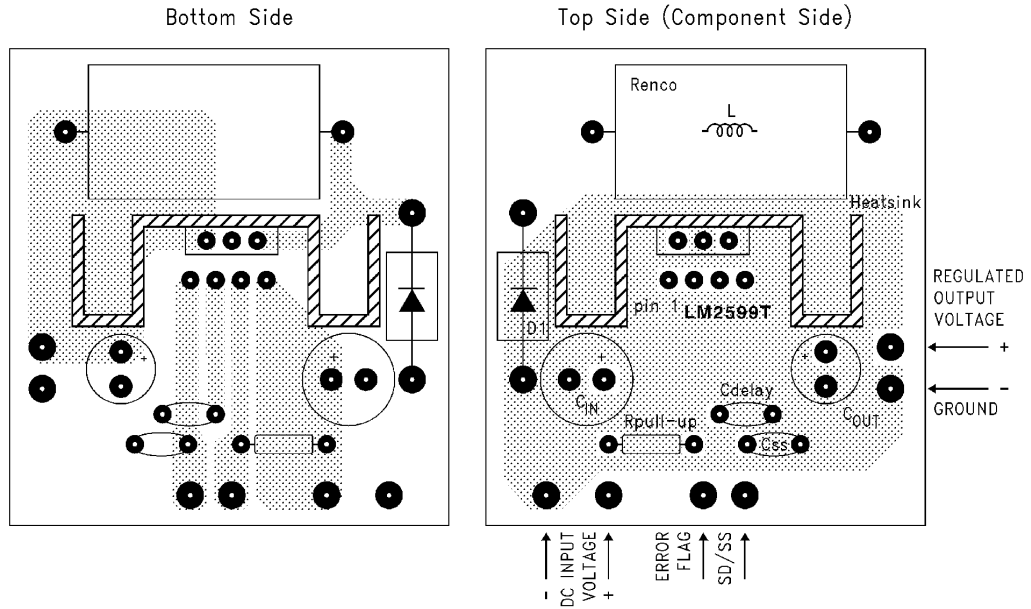 Bottom Side
Top Side (Component Side)
Renco
L
Heatsink
pin 1
LM2599T
D1
REGULATED
OUTPUT
VOLTAGE
+
-
GROUND
+
+
+
+
CIN
COUT
Cdelay
Rpull-up
Css
- DC INPUT
VOLTAGE
+
ERROR
FLAG
SD/SS